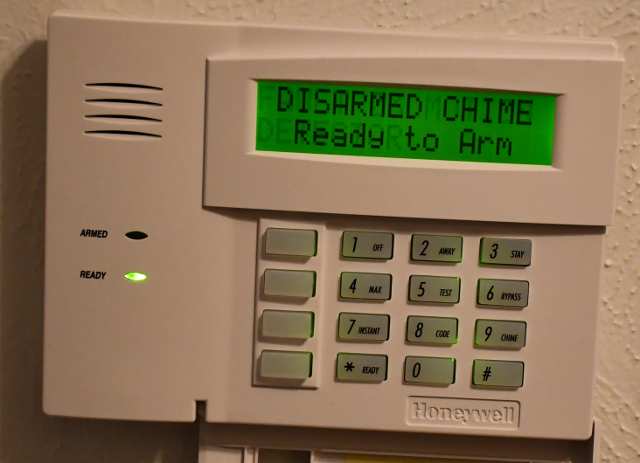 DISARMED CHIME
Ready to Arm
ARMED
READY
1 OFF
2 AWAY
3 STAY
4 MAX
5 TEST
6 BYPASS
7 INSTANT
8 CODE
9 CHIME
* READY
0
#
Honeywell